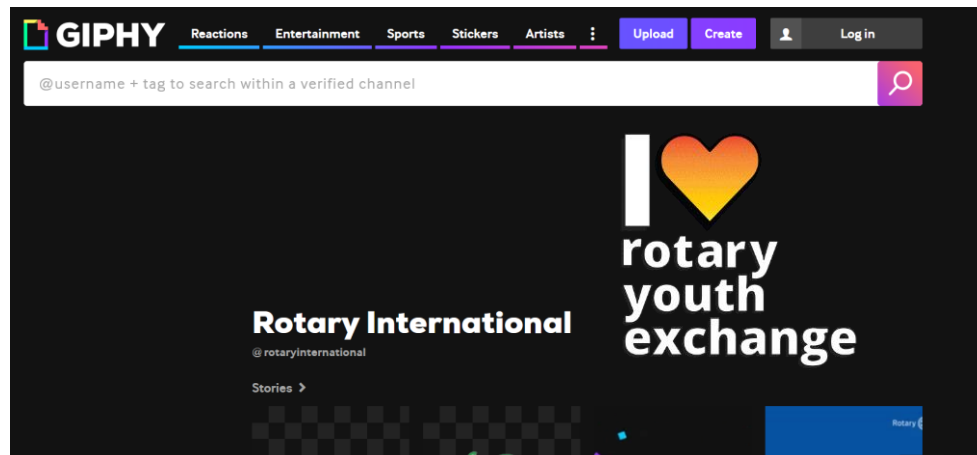 GIPHY Reactions Entertainment Sports Stickers Artists Upload Create Log in
@username + tag to search within a verified channel
I
rotary
youth
exchange
Rotary International
@rotaryinternational
Stories >
Rotary